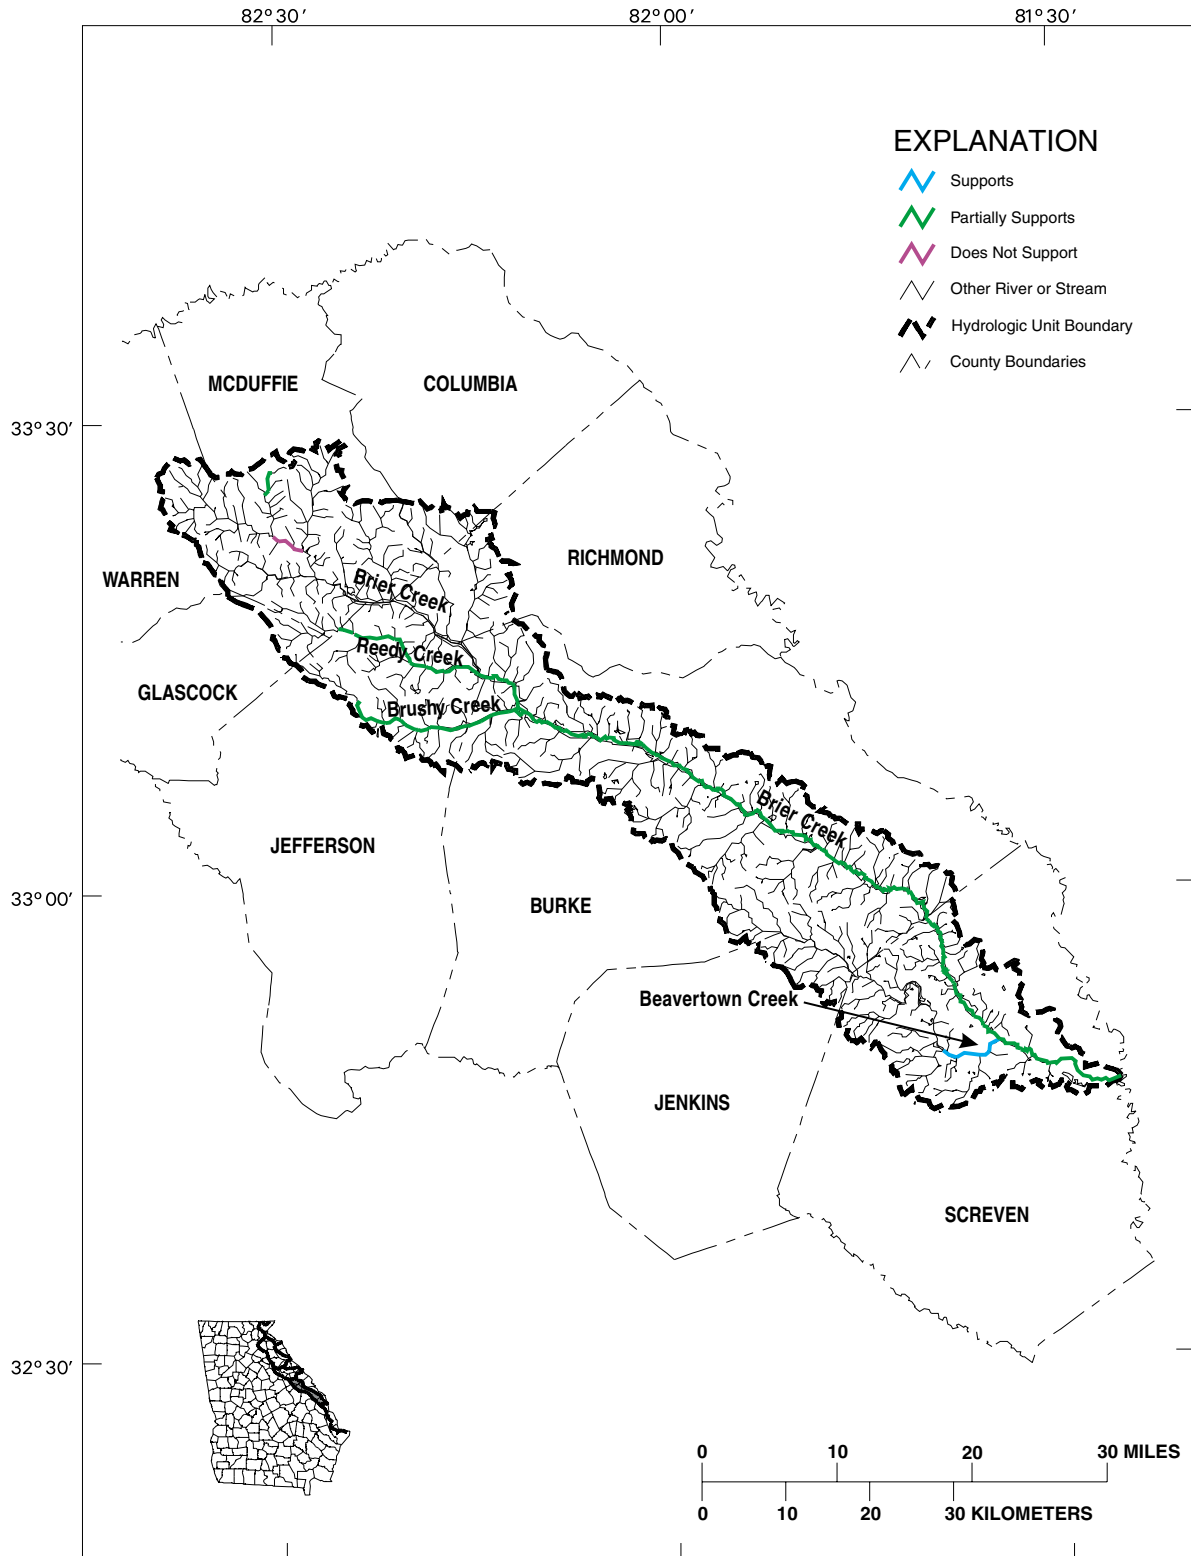 82° 30 ′
82° 00 ′
81° 30 ′
EXPLANATION
Supports
Partially Supports
Does Not Support
Other River or Stream
Hydrologic Unit Boundary
County Boundaries
MCDUFFIE
COLUMBIA
33° 30 ′
RICHMOND
WARREN
Brier Creek
Reedy Creek
GLASCOCK
Brushy Creek
Brier Creek
JEFFERSON
33° 00 ′
BURKE
Beavertown Creek
JENKINS
SCREVEN
32° 30 ′
0 10 20 30 MILES
0 10 20 30 KILOMETERS